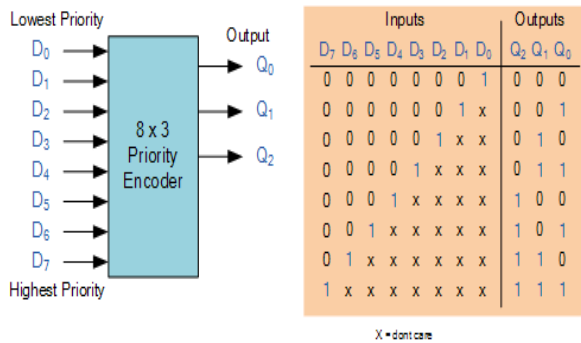 Lowest Priority
D0
D1
D2
D3
D4
D5
D6
D7
Highest Priority
8 x 3
Priority
Encoder
Output
Q0
Q1
Q2
Inputs Outputs
D7 D6 D5 D4 D3 D2 D1 D0 Q2 Q1 Q0
0 0 0 0 0 0 0 1 0 0 0
0 0 0 0 0 0 1 x 0 0 1
0 0 0 0 0 1 x x 0 1 0
0 0 0 0 1 x x x 0 1 1
0 0 0 1 x x x x 1 0 0
0 0 1 x x x x x 1 0 1
0 1 x x x x x x 1 1 0
1 x x x x x x x 1 1 1
X = dont care